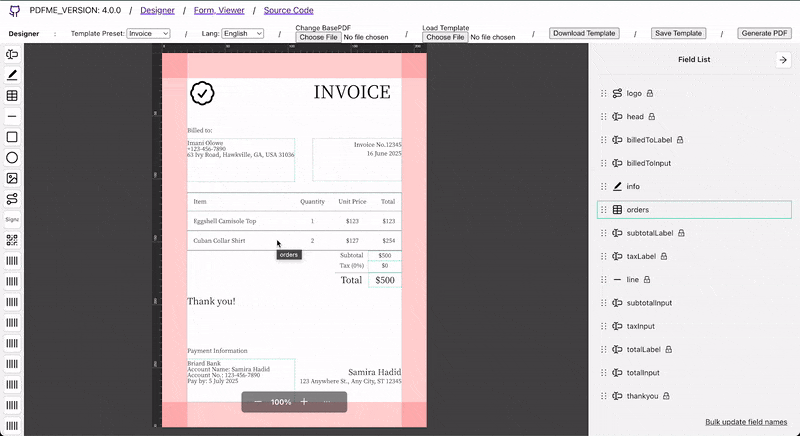 PDFME_VERSION: 4.0.0 / Designer / Form, Viewer / Source Code
Designer : Template Preset: Invoice / Lang: English / Change BasePDF Choose File No file chosen / Load Template Choose File No file chosen / Download Template / Save Template / Generate PDF
INVOICE
Billed to:
Imani Olowe
+123-456-7890
63 Ivy Road, Hawkville, GA, USA 31036
Invoice No.12345
16 June 2025
Item Quantity Unit Price Total
Eggshell Camisole Top 1 $123 $123
Cuban Collar Shirt 2 $127 $254
orders
Subtotal $500
Tax (0%) $0
Total $500
Thank you!
Payment Information
Briard Bank
Account Name: Samira Hadid
Account No.: 123-456-7890
Pay by: 5 July 2025
Samira Hadid
123 Anywhere St., Any City, ST 12345
100%
Signa
Field List
logo
head
billedToLabel
billedToInput
info
orders
subtotalLabel
taxLabel
line
subtotalInput
taxInput
totalLabel
totalInput
thankyou
Bulk update field names